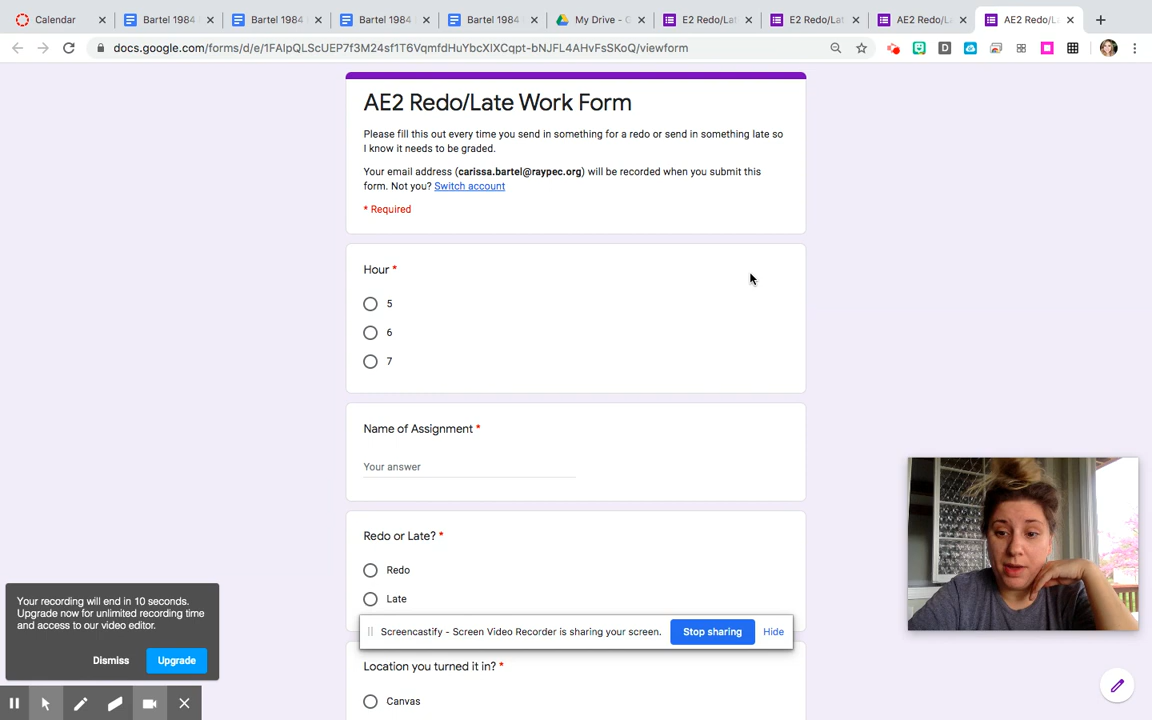 Calendar
Bartel 1984
Bartel 1984
Bartel 1984
Bartel 1984
My Drive - G
E2 Redo/Lat
E2 Redo/Lat
AE2 Redo/L
AE2 Redo/L
docs.google.com/forms/d/e/1FAIpQLScUEP7f3M24sf1T6VqmfdHuYbcXIXCqpt-bNJFL4AHvFsSKoQ/viewform
AE2 Redo/Late Work Form
Please fill this out every time you send in something for a redo or send in something late so
I know it needs to be graded.
Your email address (carissa.bartel@raypec.org) will be recorded when you submit this
form. Not you? Switch account
* Required
Hour *
5
6
7
Name of Assignment *
Your answer
Redo or Late? *
Redo
Late
Your recording will end in 10 seconds.
Upgrade now for unlimited recording time
and access to our video editor.
Dismiss
Upgrade
Screencastify - Screen Video Recorder is sharing your screen.
Stop sharing
Hide
Location you turned it in? *
Canvas